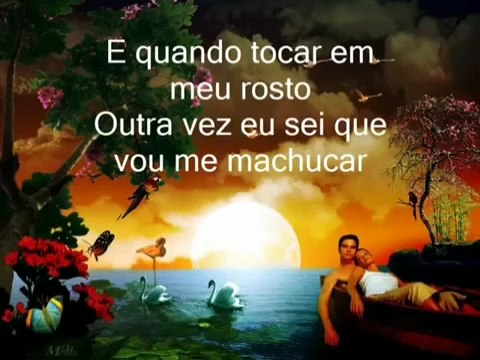 E quando tocar em
meu rosto
Outra vez eu sei que
vou me machucar